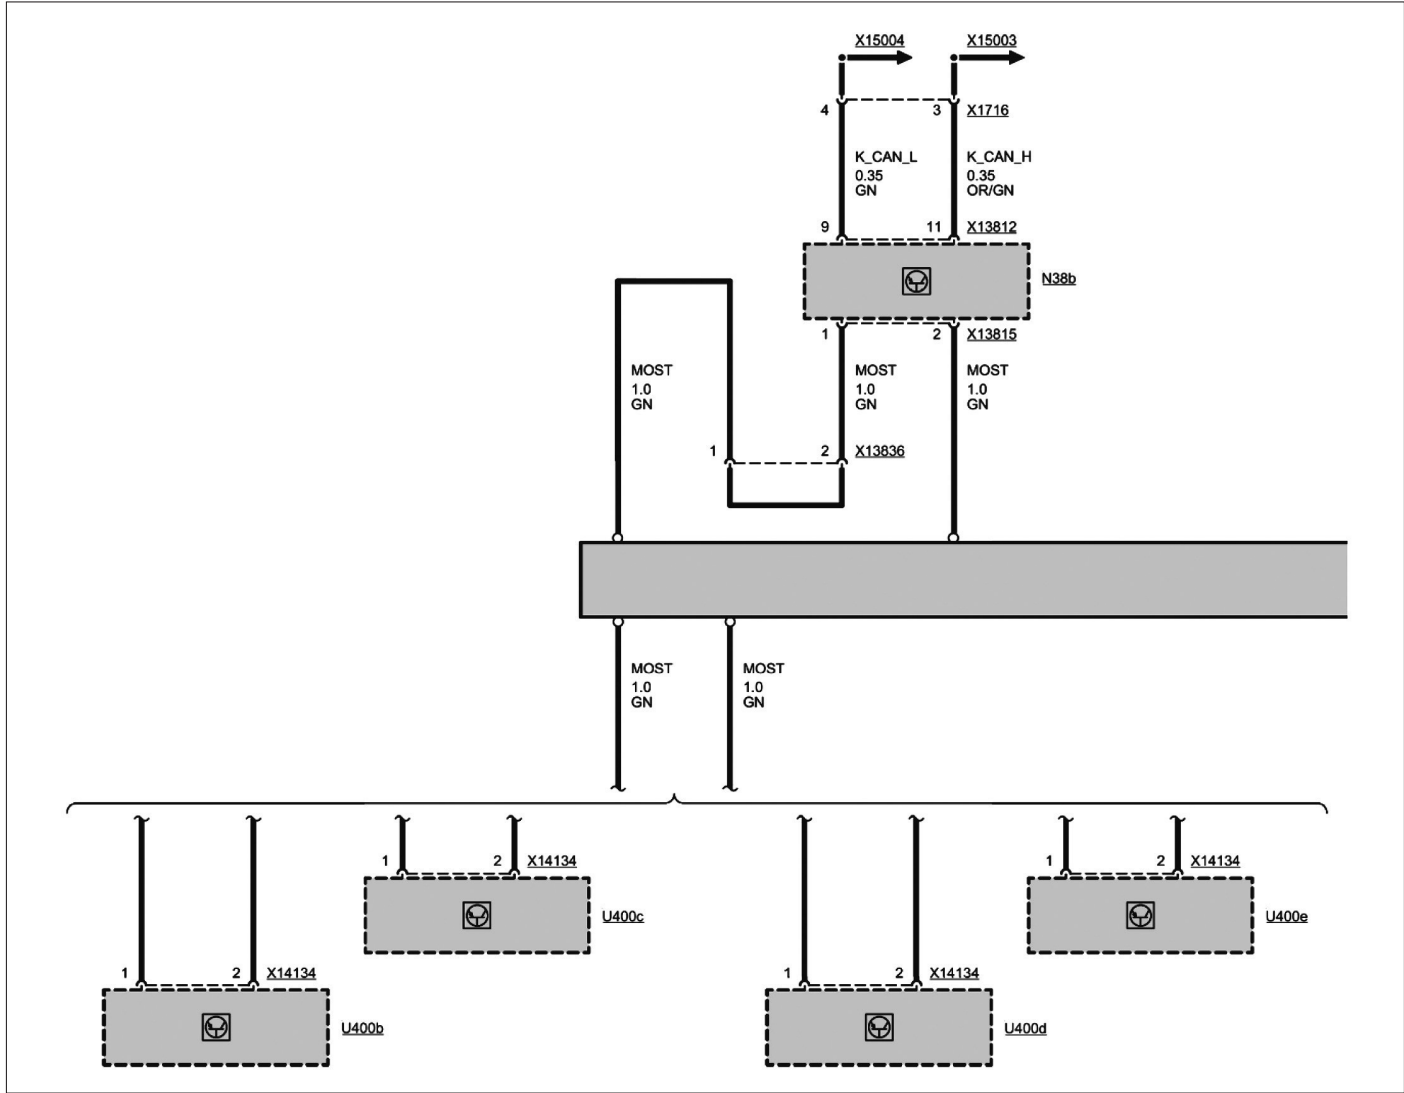 X15004
X15003
4
3
X1716
K_CAN_L
0.35
GN
K_CAN_H
0.35
OR/GN
9
11
X13812
N38b
1
2
X13815
MOST
1.0
GN
MOST
1.0
GN
MOST
1.0
GN
1
2
X13836
MOST
1.0
GN
MOST
1.0
GN
1
2
X14134
U400c
1
2
X14134
U400e
1
2
X14134
U400b
1
2
X14134
U400d